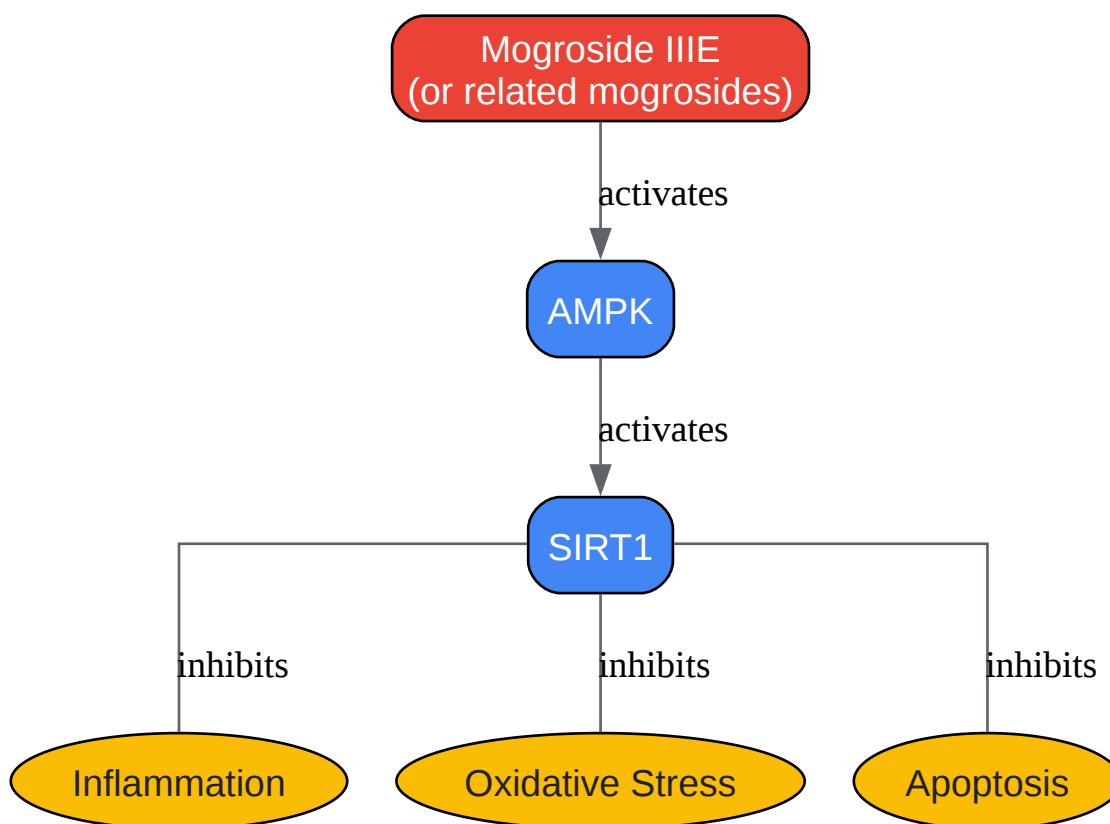 Mogroside IIIE
(or related mogrosides)
activates
AMPK
activates
SIRT1
inhibits
inhibits
inhibits
Inflammation
Oxidative Stress
Apoptosis